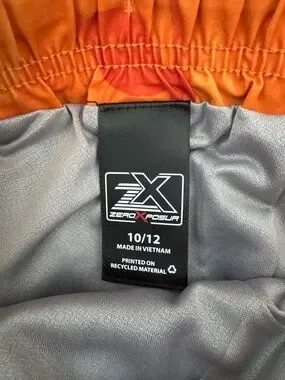 ZX
ZEROXPOSUR
10/12
MADE IN VIETNAM
PRINTED ON
RECYCLED MATERIAL